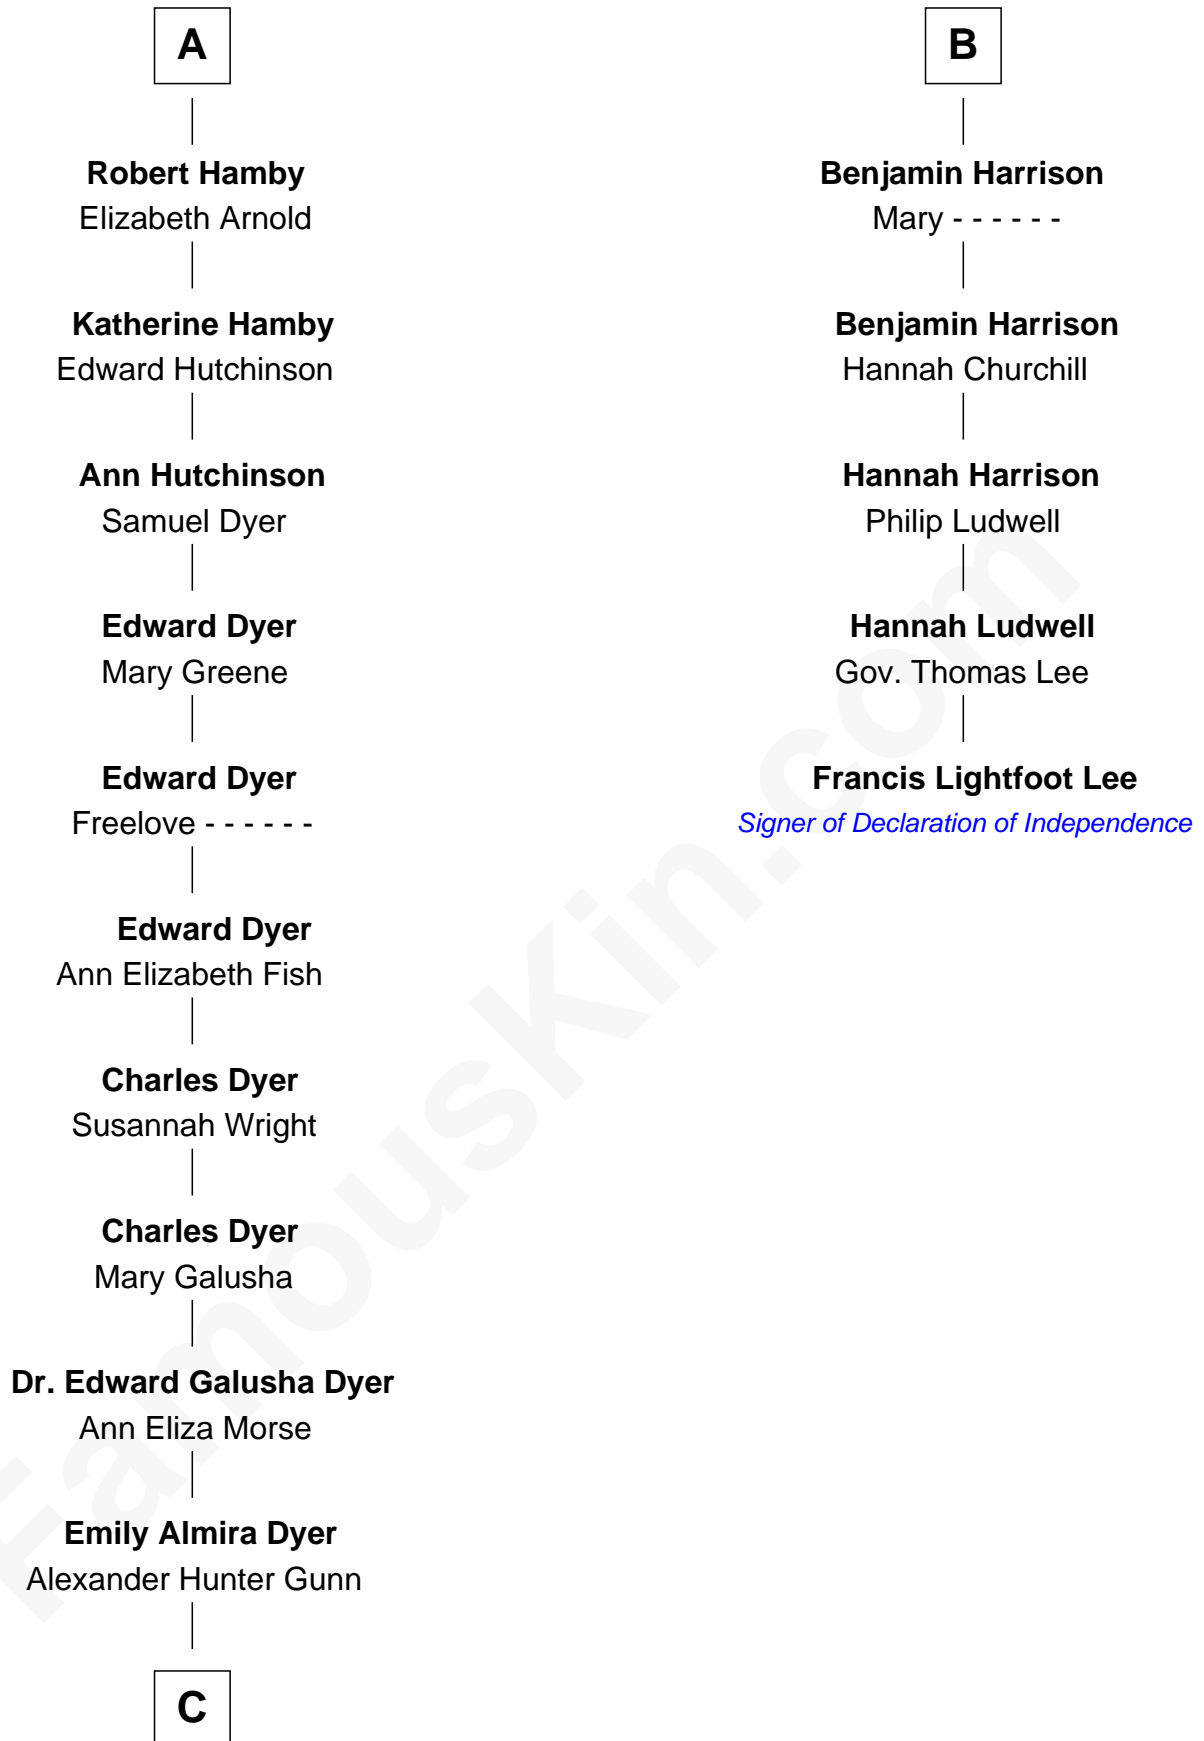 A
Robert Hamby
Elizabeth Arnold
Katherine Hamby
Edward Hutchinson
Ann Hutchinson
Samuel Dyer
Edward Dyer
Mary Greene
Edward Dyer
Freelove - - - - - -
Edward Dyer
Ann Elizabeth Fish
Charles Dyer
Susannah Wright
Charles Dyer
Mary Galusha
Dr. Edward Galusha Dyer
Ann Eliza Morse
Emily Almira Dyer
Alexander Hunter Gunn
C
B
Benjamin Harrison
Mary - - - - - -
Benjamin Harrison
Hannah Churchill
Hannah Harrison
Philip Ludwell
Hannah Ludwell
Gov. Thomas Lee
Francis Lightfoot Lee
Signer of Declaration of Independence
FamousKin.com